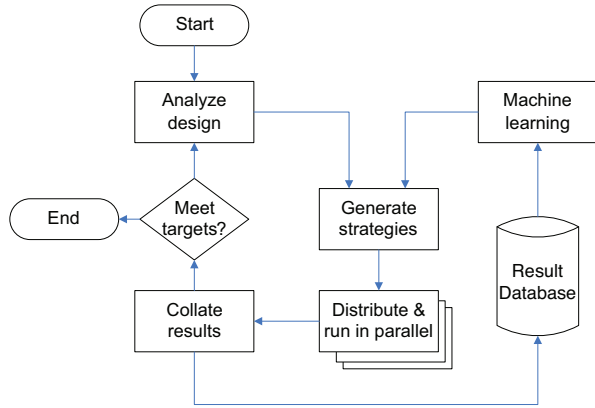 Start
Analyze
design
Machine
learning
End
Meet
targets?
Generate
strategies
Result
Database
Collate
results
Distribute &
run in parallel